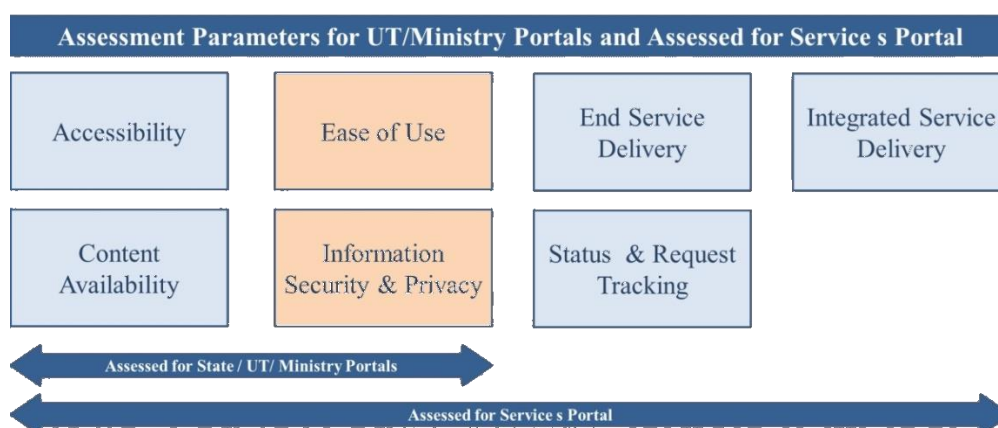 Assessment Parameters for UT/Ministry Portals and Assessed for Service s Portal
Accessibility
Ease of Use
End Service
Delivery
Integrated Service
Delivery
Content
Availability
Information
Security & Privacy
Status & Request
Tracking
Assessed for State / UT/ Ministry Portals
Assessed for Service s Portal